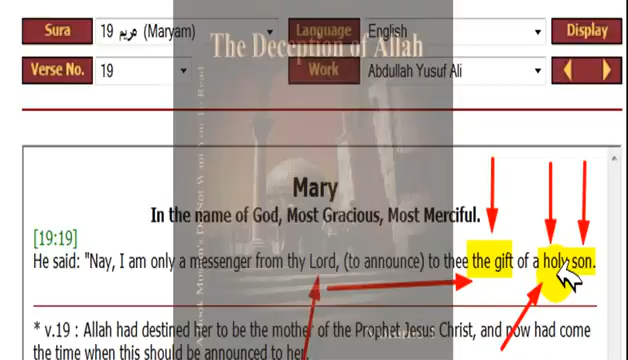 Sura 19 مريم (Maryam) Language English Display
The Deception of Allah
Verse No. 19 Work Abdullah Yusuf Ali
Mary
In the name of God, Most Gracious, Most Merciful.
[19:19]
He said: "Nay, I am only a messenger from thy Lord, (to announce) to thee the gift of a holy son.
* v.19 : Allah had destined her to be the mother of the Prophet Jesus Christ, and now had come
the time when this should be announced to her.